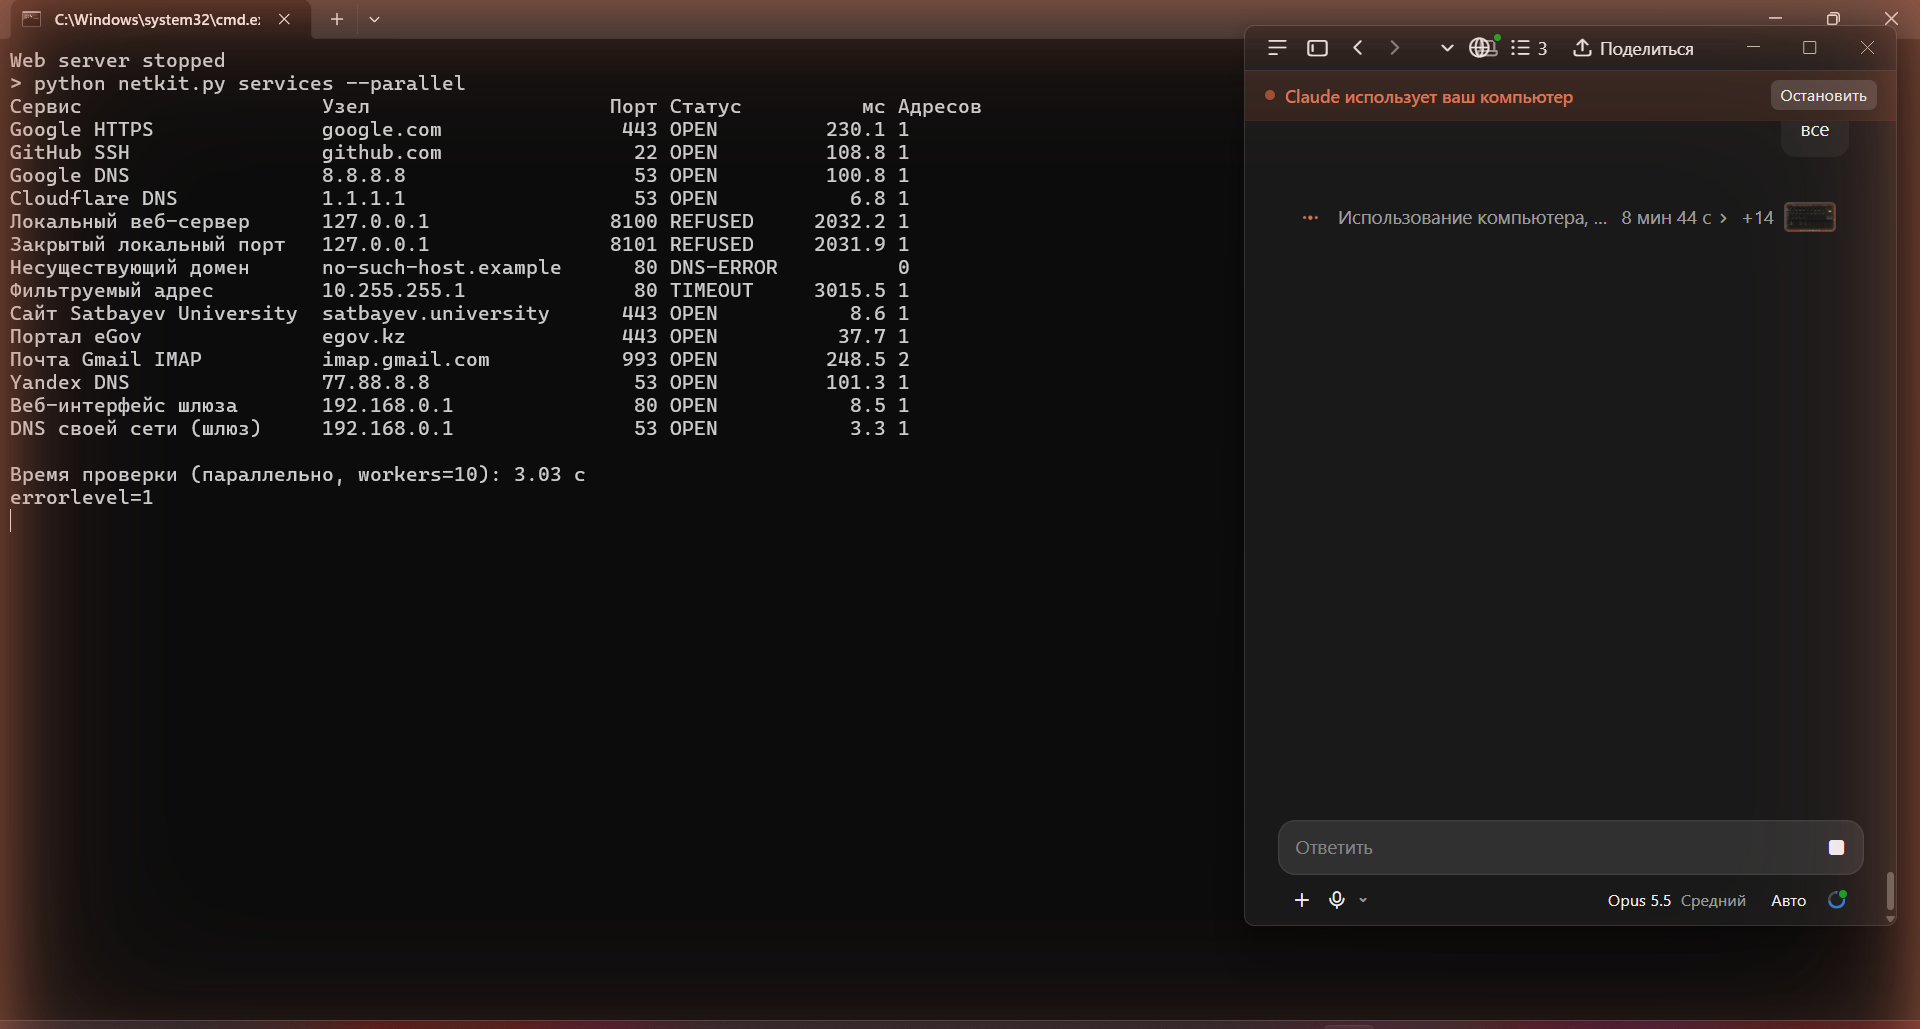 C:\Windows\system32\cmd.e:
Web server stopped
> python netkit.py services --parallel
Сервис Узел Порт Статус мс Адресов
Google HTTPS google.com 443 OPEN 230.1 1
GitHub SSH github.com 22 OPEN 108.8 1
Google DNS 8.8.8.8 53 OPEN 100.8 1
Cloudflare DNS 1.1.1.1 53 OPEN 6.8 1
Локальный веб-сервер 127.0.0.1 8100 REFUSED 2032.2 1
Закрытый локальный порт 127.0.0.1 8101 REFUSED 2031.9 1
Несуществующий домен no-such-host.example 80 DNS-ERROR 0
Фильтруемый адрес 10.255.255.1 80 TIMEOUT 3015.5 1
Сайт Satbayev University satbayev.university 443 OPEN 8.6 1
Портал eGov egov.kz 443 OPEN 37.7 1
Почта Gmail IMAP imap.gmail.com 993 OPEN 248.5 2
Yandex DNS 77.88.8.8 53 OPEN 101.3 1
Веб-интерфейс шлюза 192.168.0.1 80 OPEN 8.5 1
DNS своей сети (шлюз) 192.168.0.1 53 OPEN 3.3 1
Время проверки (параллельно, workers=10): 3.03 с
errorlevel=1
3 Поделиться
Claude использует ваш компьютер Остановить
все
Использование компьютера, ... 8 мин 44 с > +14
Ответить
Opus 5.5 Средний Авто